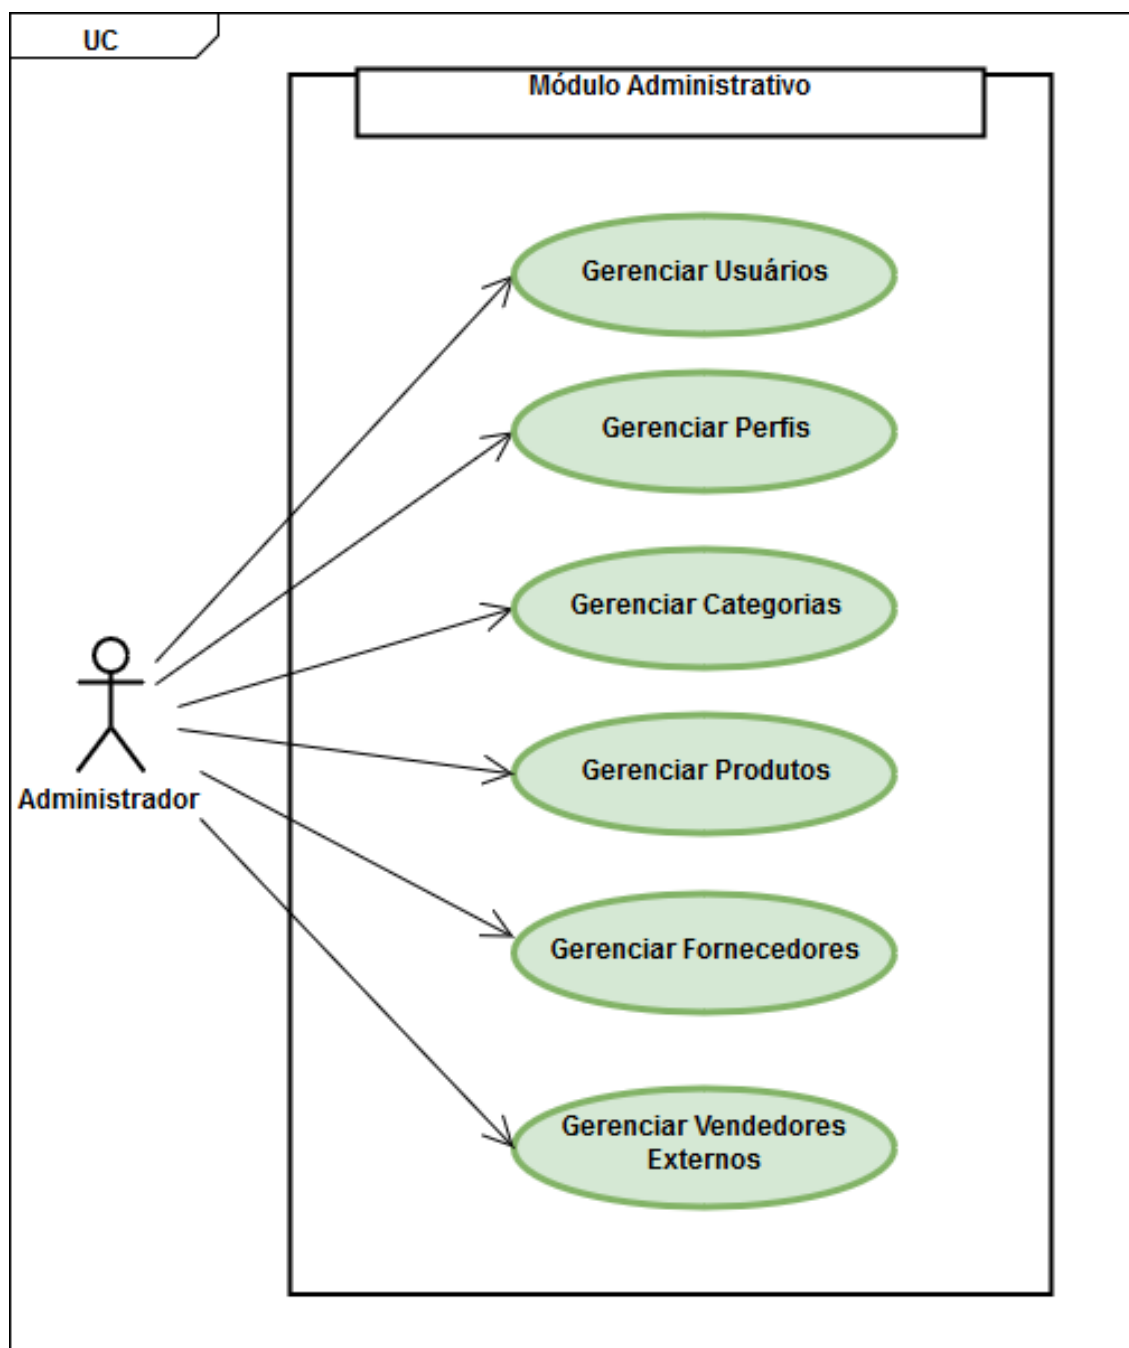 UC
Módulo Administrativo
Gerenciar Usuários
Gerenciar Perfis
Gerenciar Categorias
Gerenciar Produtos
Administrador
Gerenciar Fornecedores
Gerenciar Vendedores
Externos